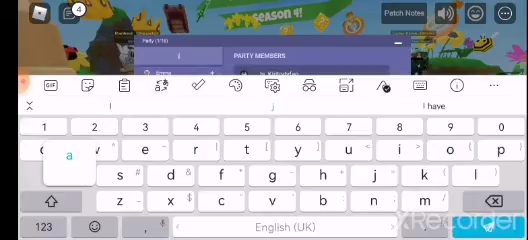 4
SEASON 4!
Patch Notes
Party (1/15)
PARTY MEMBERS
GIF
I j I have
1 2 3 4 5 6 7 8 9 0
e - r | t [ y ] u < i > o { p }
a s # d & f * g - h + j = k ( l )
z _ x $ c " v ' b : n ; m /
123 , English (UK)
XRecorder